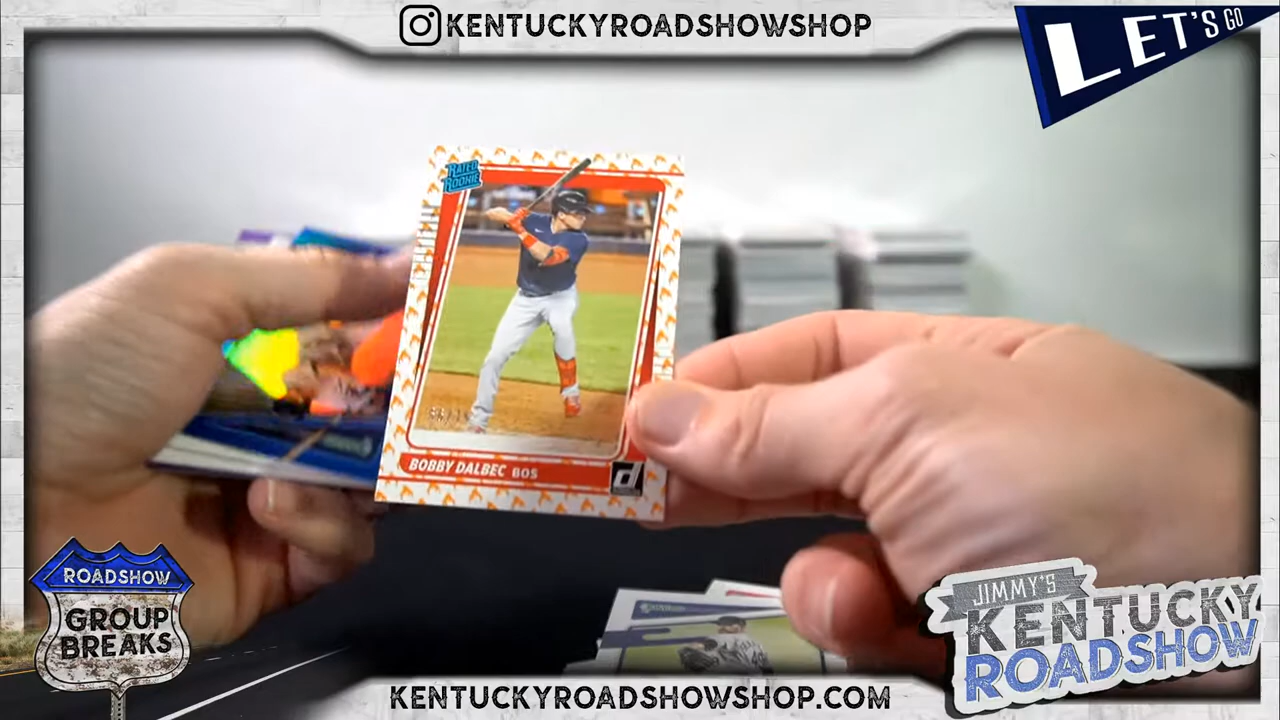 KENTUCKYROADSHOWSHOP
LET'S GO
RATED
ROOKIE
BOBBY DALBEC BOS
ROADSHOW
GROUP
BREAKS
JIMMY'S
KENTUCKY
ROADSHOW
KENTUCKYROADSHOWSHOP.COM